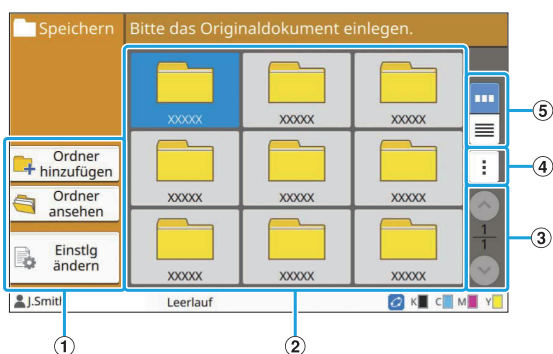 Speichern
Bitte das Originaldokument einlegen.
XXXXX XXXXX XXXXX
Ordner
hinzufügen
Ordner
ansehen
XXXXX XXXXX XXXXX
Einstlg
ändern
XXXXX XXXXX XXXXX
1
1
J.Smith
Leerlauf
K C M Y
5
4
3
1
2